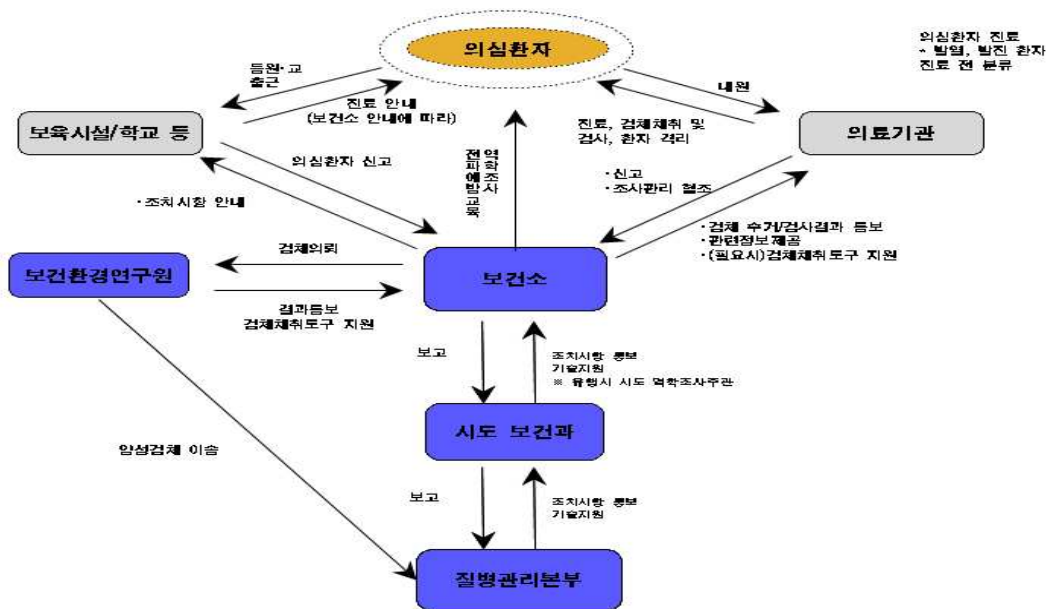 의심환자
의심환자 진료
* 발열, 발진 환자
진료 전 분류
등원·교
출근
내원
진료 안내
(보건소 안내에 따라)
보육시설/학교 등
진료, 검체채취 및
검사, 환자 격리
의료기관
의심환자 신고
전파예방교육
역학조사
·신고
·조사관리 협조
·조치사항 안내
·검체 수거/검사결과 통보
·관련정보제공
·(필요시)검체채취도구 지원
검체의뢰
보건환경연구원
보건소
결과통보
검체채취도구 지원
보고
조치사항 통보
기술지원
※ 유행시 시도 역학조사주관
시도 보건과
양성검체 이송
보고
조치사항 통보
기술지원
질병관리본부